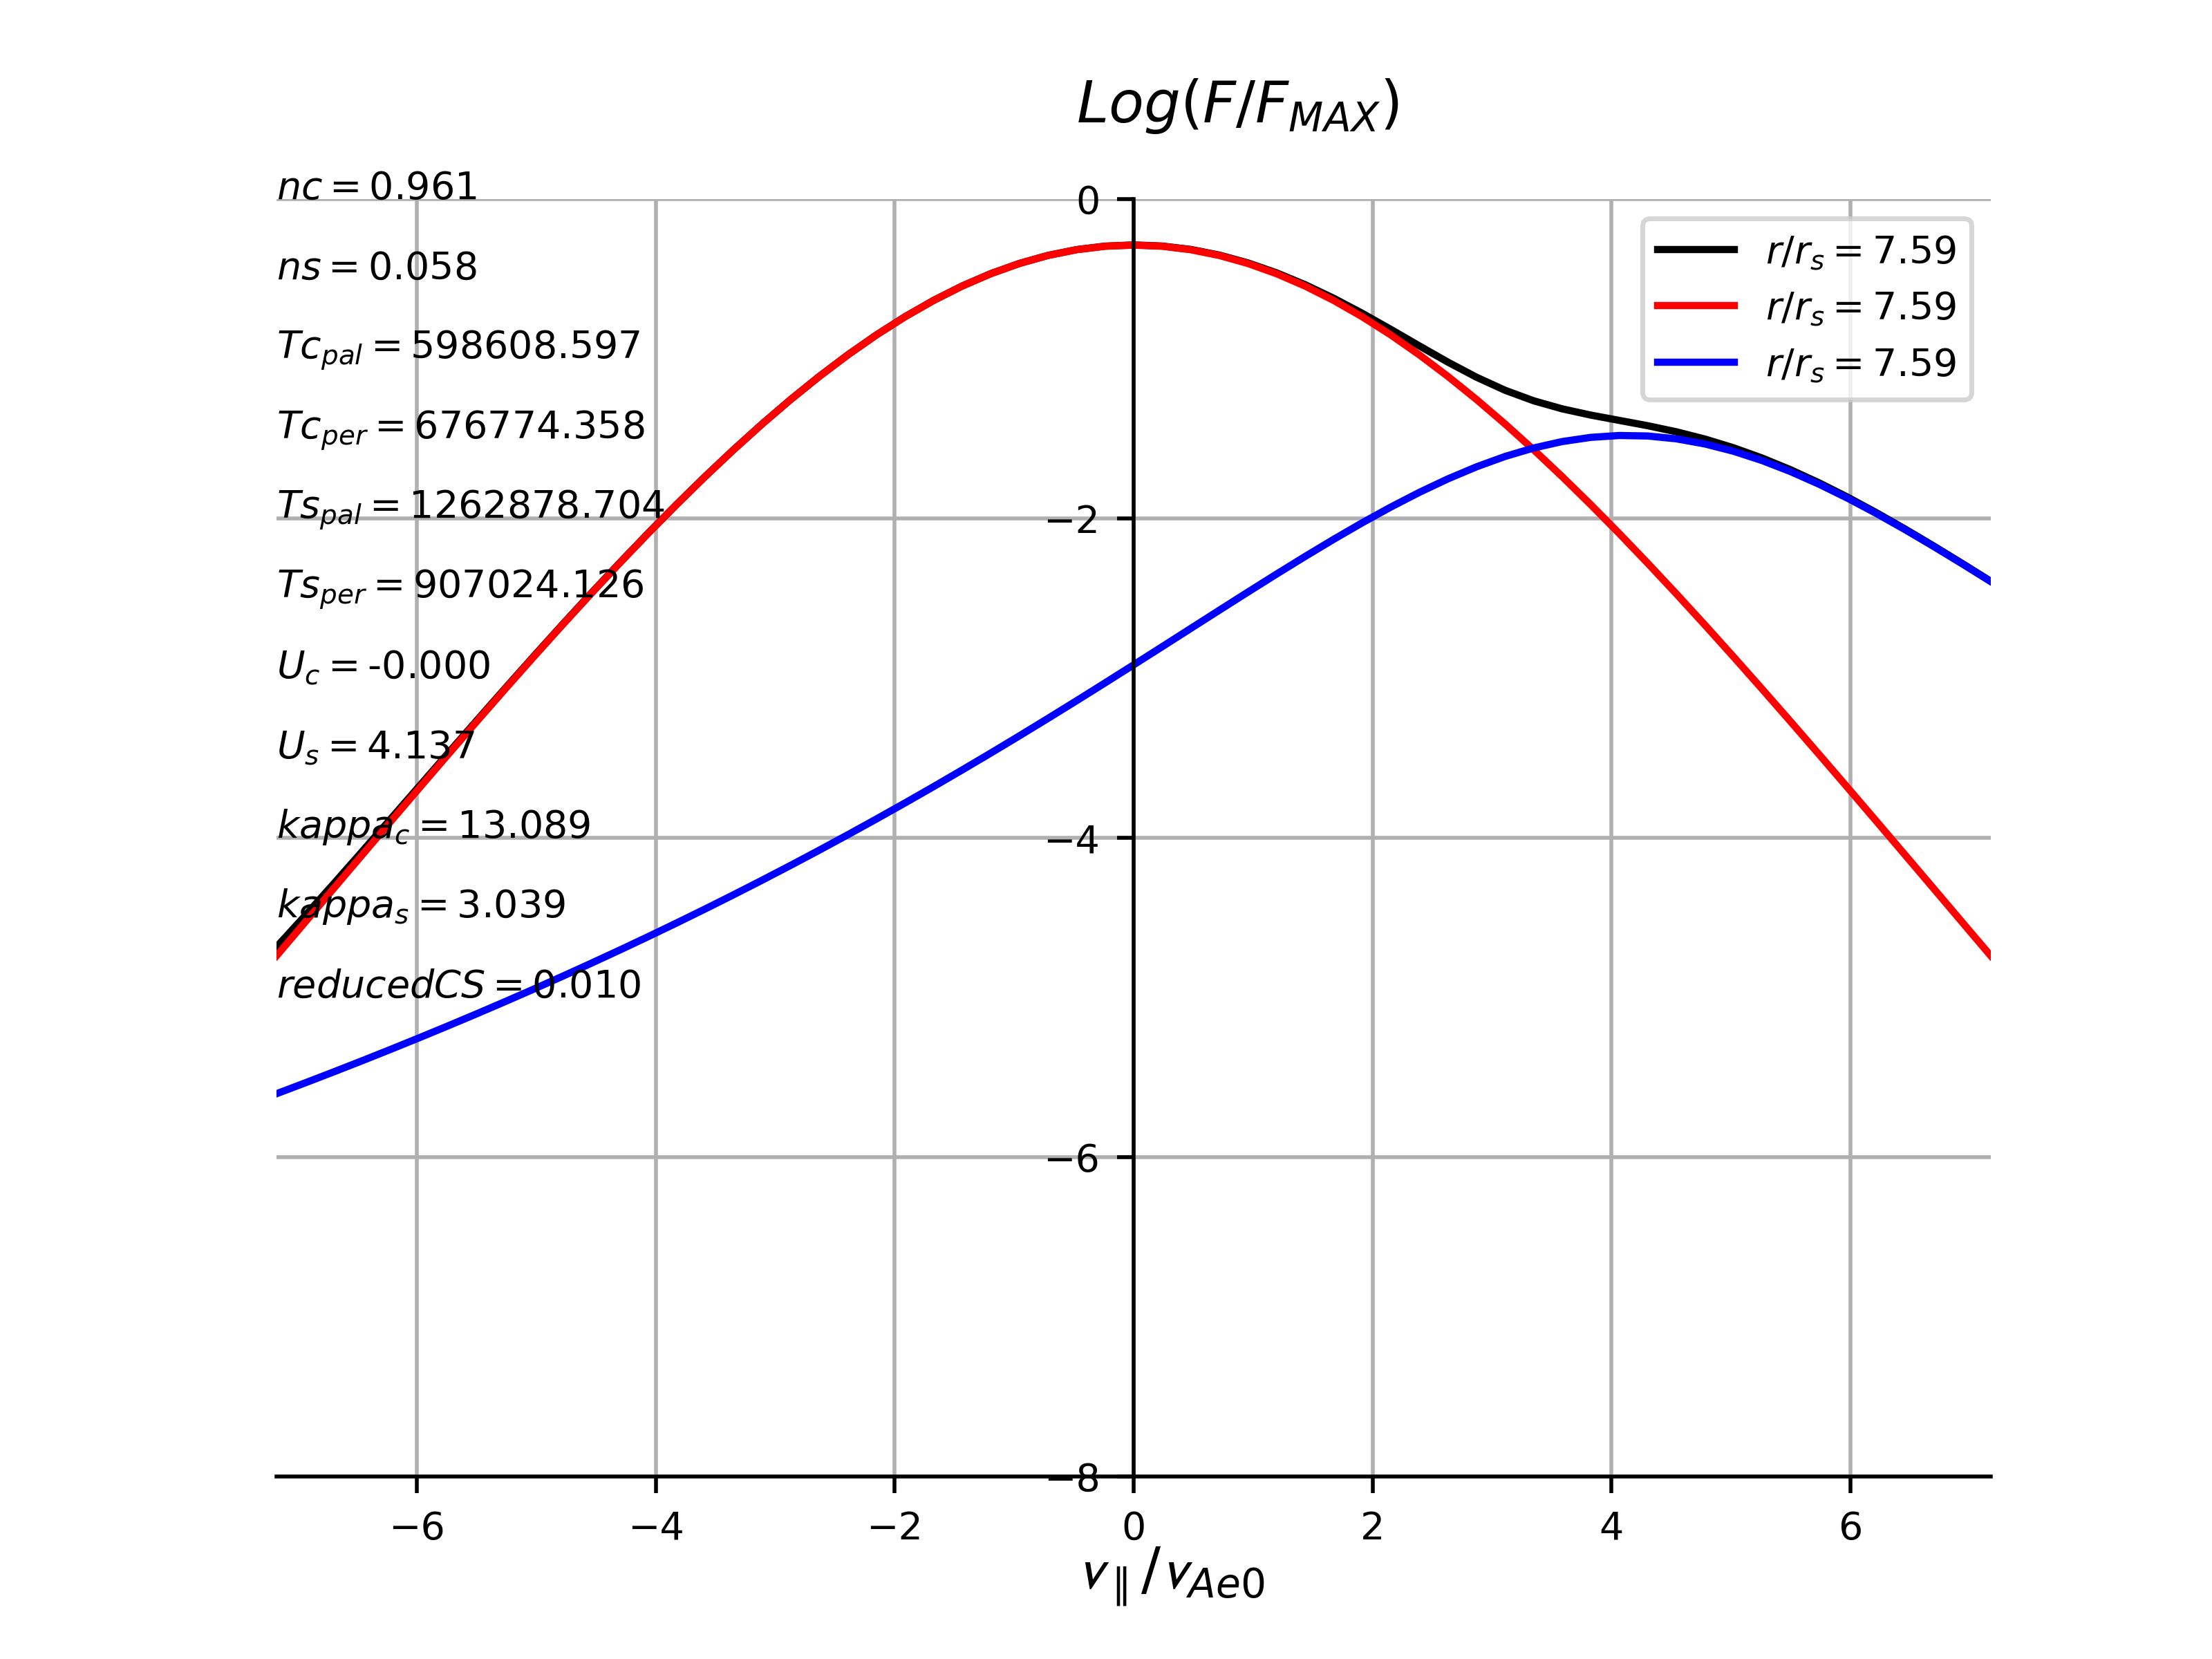 Log(F/F_MAX)
nc = 0.961
ns = 0.058
Tc_pal = 598608.597
Tc_per = 676774.358
Ts_pal = 1262878.704
Ts_per = 907024.126
U_c = -0.000
U_s = 4.137
kappa_c = 13.089
kappa_s = 3.039
reducedCS = 0.010
r/r_s = 7.59
r/r_s = 7.59
r/r_s = 7.59
0
−2
−4
−6
−8
−6 −4 −2 0 2 4 6
v_∥/v_Ae0